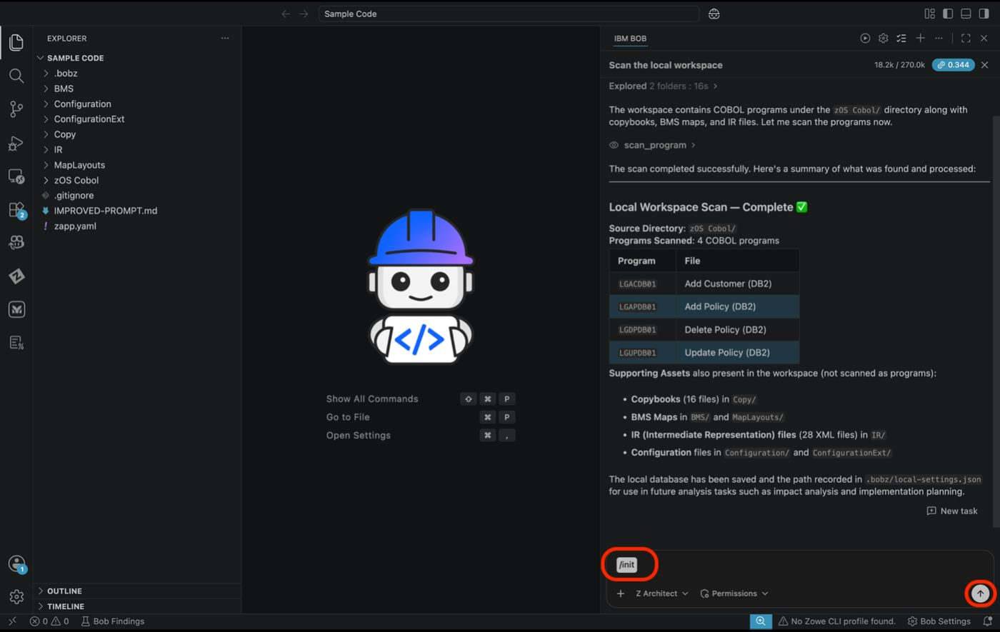 Sample Code
EXPLORER
SAMPLE CODE
.bobz
BMS
Configuration
ConfigurationExt
Copy
IR
MapLayouts
zOS Cobol
.gitignore
IMPROVED-PROMPT.md
! zapp.yaml
2
1
OUTLINE
TIMELINE
</>
Show All Commands ⇧ ⌘ P
Go to File ⌘ P
Open Settings ⌘ ,
IBM BOB
Scan the local workspace 18.2k / 270.0k 0.344
Explored 2 folders : 16s
The workspace contains COBOL programs under the zOS Cobol/ directory along with
copybooks, BMS maps, and IR files. Let me scan the programs now.
scan_program
The scan completed successfully. Here's a summary of what was found and processed:
Local Workspace Scan — Complete ✅
Source Directory: zOS Cobol/
Programs Scanned: 4 COBOL programs
Program File
LGACDB01 Add Customer (DB2)
LGAPDB01 Add Policy (DB2)
LGDPDB01 Delete Policy (DB2)
LGUPDB01 Update Policy (DB2)
Supporting Assets also present in the workspace (not scanned as programs):
• Copybooks (16 files) in Copy/
• BMS Maps in BMS/ and MapLayouts/
• IR (Intermediate Representation) files (28 XML files) in IR/
• Configuration files in Configuration/ and ConfigurationExt/
The local database has been saved and the path recorded in .bobz/local-settings.json
for use in future analysis tasks such as impact analysis and implementation planning.
New task
/init
Z Architect Permissions
0 0 Bob Findings No Zowe CLI profile found. Bob Settings